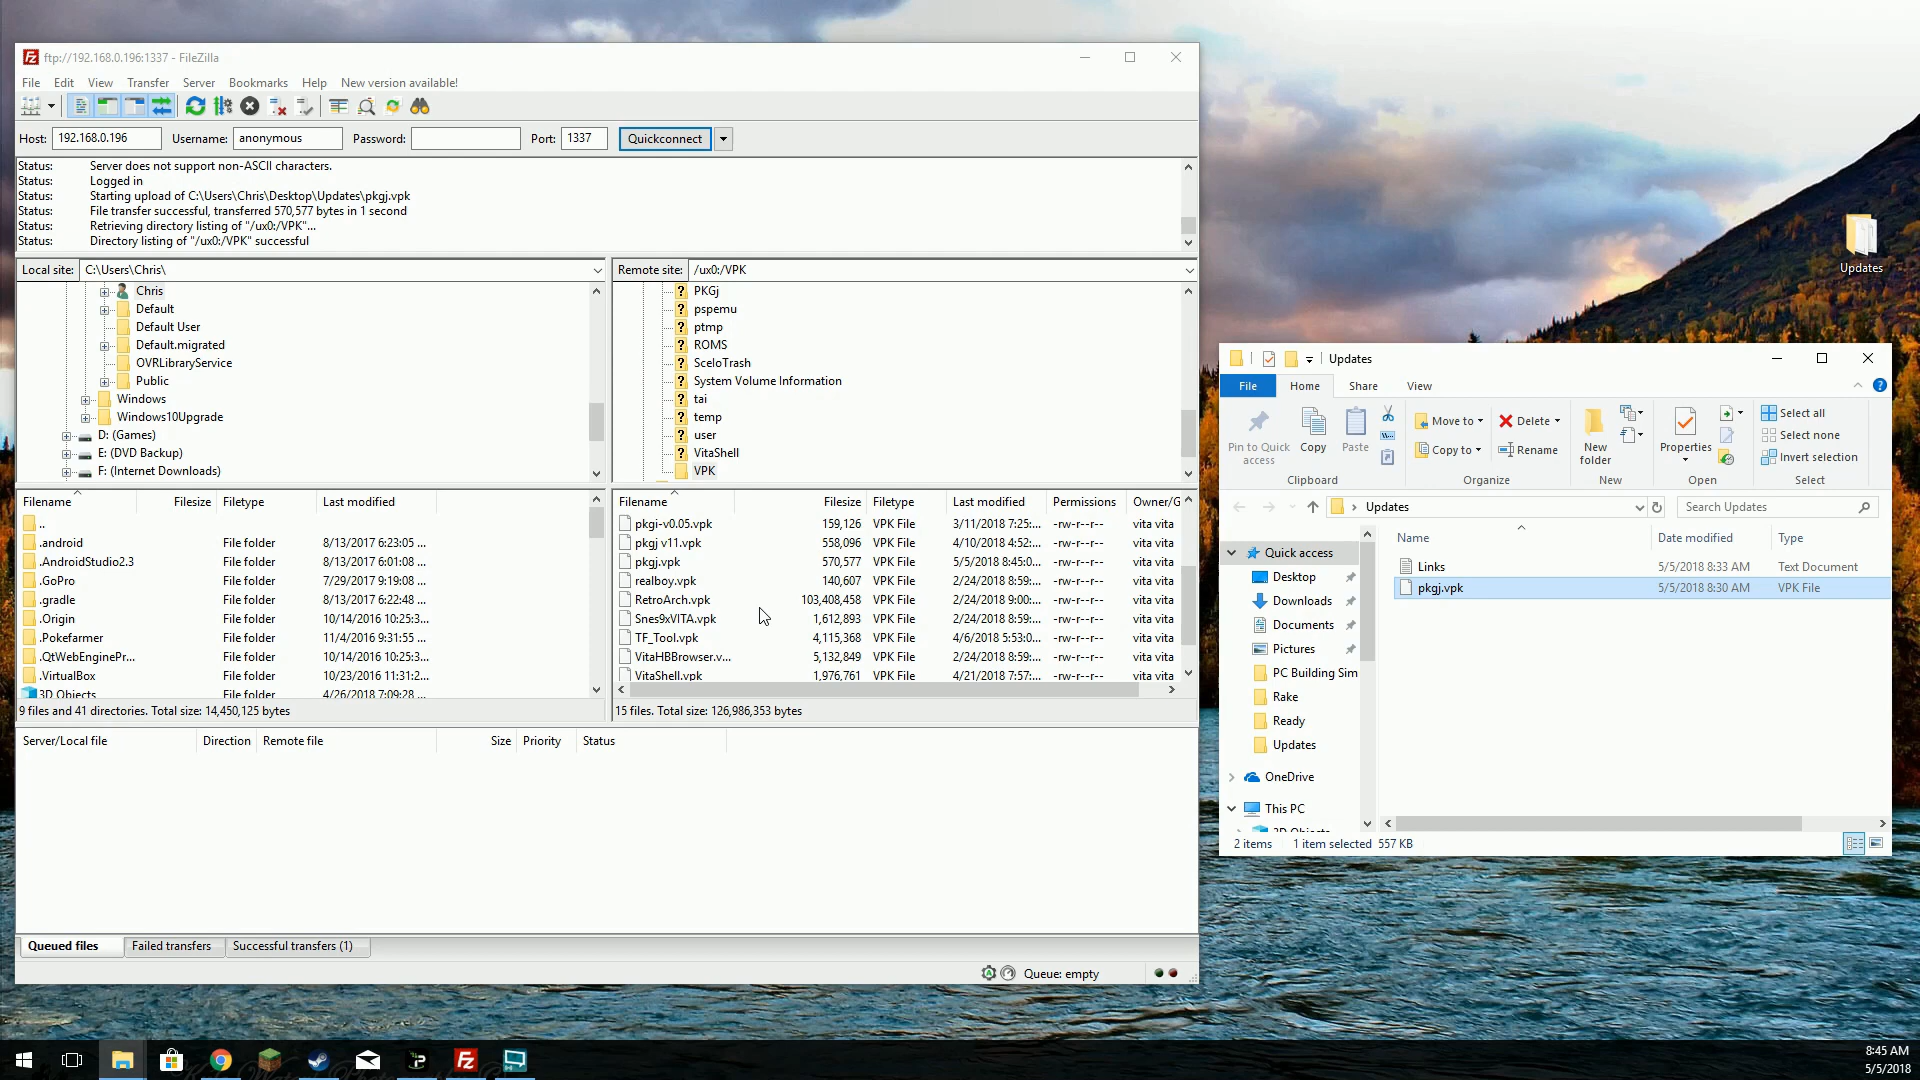 ftp://192.168.0.196:1337 - FileZilla
File Edit View Transfer Server Bookmarks Help New version available!
Host: 192.168.0.196 Username: anonymous Password: Port: 1337 Quickconnect
Status: Server does not support non-ASCII characters.
Status: Logged in
Status: Starting upload of C:\Users\Chris\Desktop\Updates\pkgj.vpk
Status: File transfer successful, transferred 570,577 bytes in 1 second
Status: Retrieving directory listing of "/ux0:/VPK"...
Status: Directory listing of "/ux0:/VPK" successful
Local site: C:\Users\Chris\
Chris
Default
Default User
Default.migrated
OVRLibraryService
Public
Windows
Windows10Upgrade
D: (Games)
E: (DVD Backup)
F: (Internet Downloads)
Remote site: /ux0:/VPK
PKGj
pspemu
ptmp
ROMS
SceIoTrash
System Volume Information
tai
temp
user
VitaShell
VPK
Filename Filesize Filetype Last modified
..
.android File folder 8/13/2017 6:23:05 ...
.AndroidStudio2.3 File folder 8/13/2017 6:01:08 ...
.GoPro File folder 7/29/2017 9:19:08 ...
.gradle File folder 8/13/2017 6:22:48 ...
.Origin File folder 10/14/2016 10:25:3...
.Pokefarmer File folder 11/4/2016 9:31:55 ...
.QtWebEnginePr... File folder 10/14/2016 10:25:3...
.VirtualBox File folder 10/23/2016 11:31:2...
3D Objects File folder 4/26/2018 7:09:28 ...
9 files and 41 directories. Total size: 14,450,125 bytes
Filename Filesize Filetype Last modified Permissions Owner/G
pkgi-v0.05.vpk 159,126 VPK File 3/11/2018 7:25:... -rw-r--r-- vita vita
pkgj v11.vpk 558,096 VPK File 4/10/2018 4:52:... -rw-r--r-- vita vita
pkgj.vpk 570,577 VPK File 5/5/2018 8:45:0... -rw-r--r-- vita vita
realboy.vpk 140,607 VPK File 2/24/2018 8:59:... -rw-r--r-- vita vita
RetroArch.vpk 103,408,458 VPK File 2/24/2018 9:00:... -rw-r--r-- vita vita
Snes9xVITA.vpk 1,612,893 VPK File 2/24/2018 8:59:... -rw-r--r-- vita vita
TF_Tool.vpk 4,115,368 VPK File 4/6/2018 5:53:0... -rw-r--r-- vita vita
VitaHBBrowser.v... 5,132,849 VPK File 2/24/2018 8:59:... -rw-r--r-- vita vita
VitaShell.vpk 1,976,761 VPK File 4/21/2018 7:57:... -rw-r--r-- vita vita
15 files. Total size: 126,986,353 bytes
Server/Local file Direction Remote file Size Priority Status
Queued files Failed transfers Successful transfers (1)
Queue: empty
Updates
Updates
File Home Share View
Pin to Quick access
Copy
Paste
Clipboard
Move to
Copy to
Delete
Rename
Organize
New folder
New
Properties
Open
Select all
Select none
Invert selection
Select
Updates
Search Updates
Quick access
Desktop
Downloads
Documents
Pictures
PC Building Sim
Rake
Ready
Updates
OneDrive
This PC
3D Objects
Name Date modified Type
Links 5/5/2018 8:33 AM Text Document
pkgj.vpk 5/5/2018 8:30 AM VPK File
2 items 1 item selected 557 KB
8:45 AM
5/5/2018